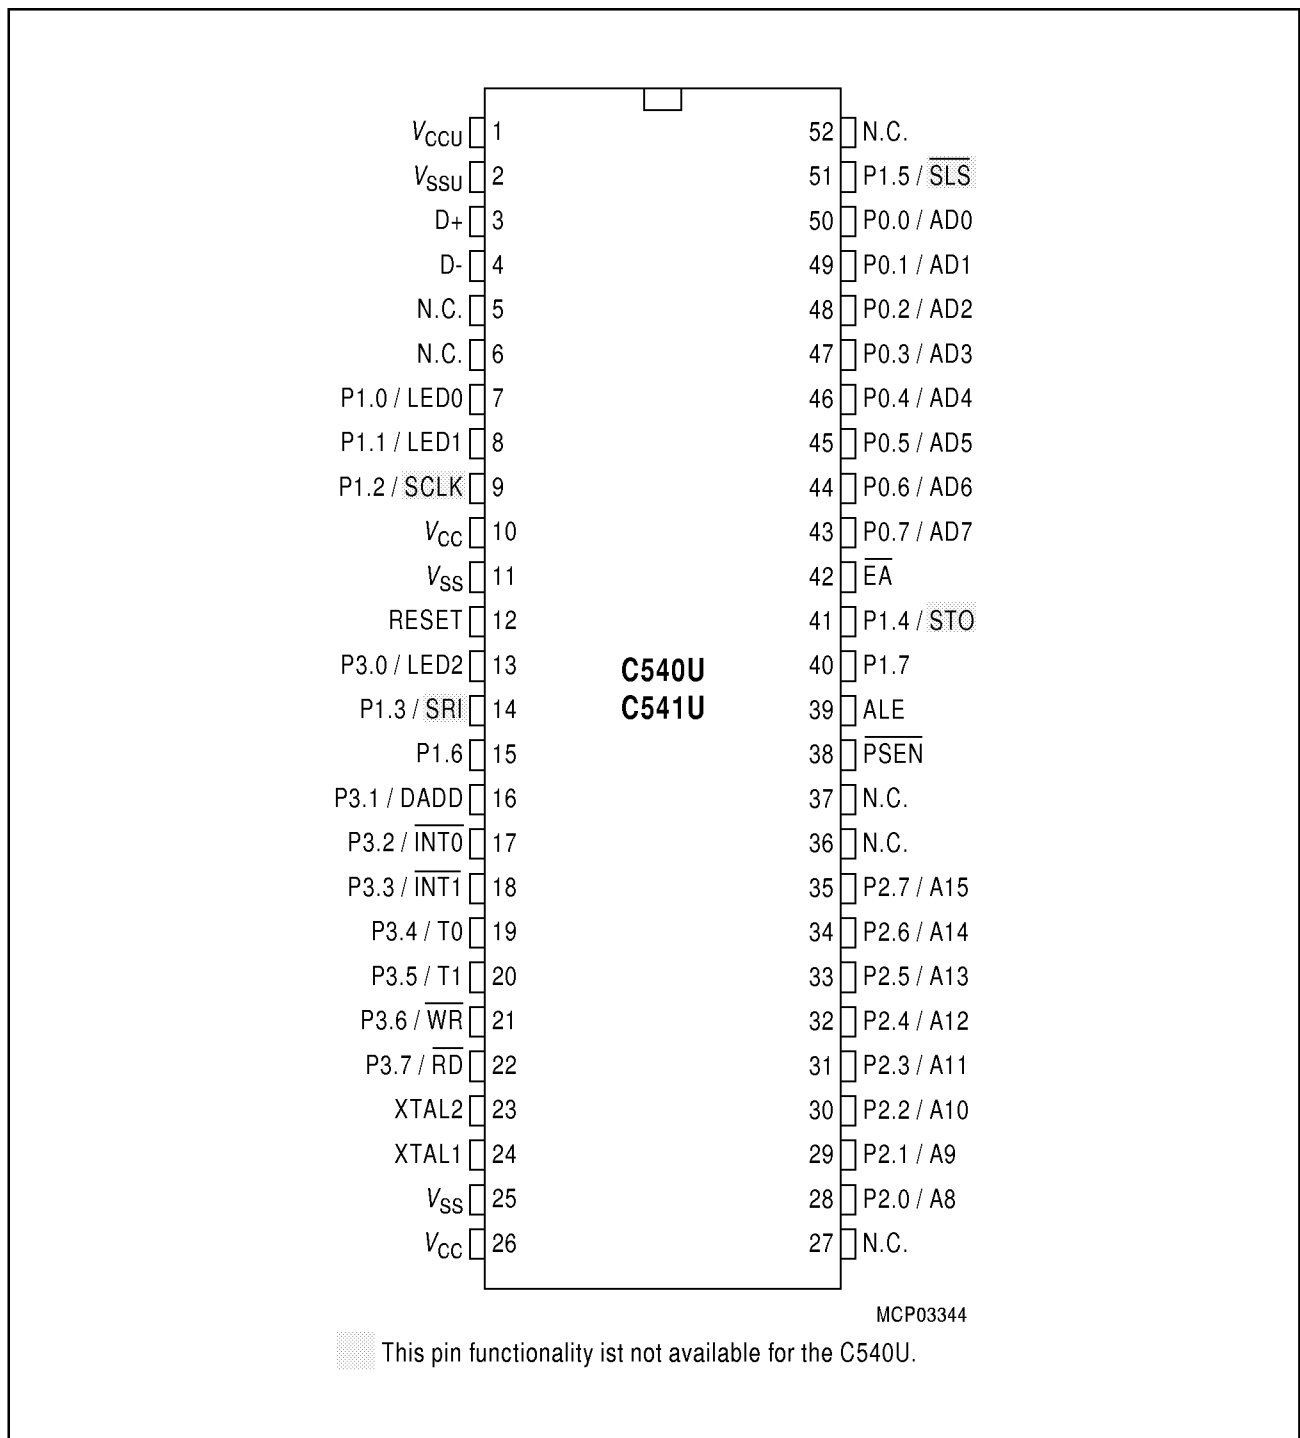 VCCU 1 52 N.C.
VSSU 2 51 P1.5 / SLS
D+ 3 50 P0.0 / AD0
D- 4 49 P0.1 / AD1
N.C. 5 48 P0.2 / AD2
N.C. 6 47 P0.3 / AD3
P1.0 / LED0 7 46 P0.4 / AD4
P1.1 / LED1 8 45 P0.5 / AD5
P1.2 / SCLK 9 44 P0.6 / AD6
VCC 10 43 P0.7 / AD7
VSS 11 42 EA
RESET 12 41 P1.4 / STO
P3.0 / LED2 13 C540U 40 P1.7
P1.3 / SRI 14 C541U 39 ALE
P1.6 15 38 PSEN
P3.1 / DADD 16 37 N.C.
P3.2 / INT0 17 36 N.C.
P3.3 / INT1 18 35 P2.7 / A15
P3.4 / T0 19 34 P2.6 / A14
P3.5 / T1 20 33 P2.5 / A13
P3.6 / WR 21 32 P2.4 / A12
P3.7 / RD 22 31 P2.3 / A11
XTAL2 23 30 P2.2 / A10
XTAL1 24 29 P2.1 / A9
VSS 25 28 P2.0 / A8
VCC 26 27 N.C.
MCP03344
This pin functionality ist not available for the C540U.